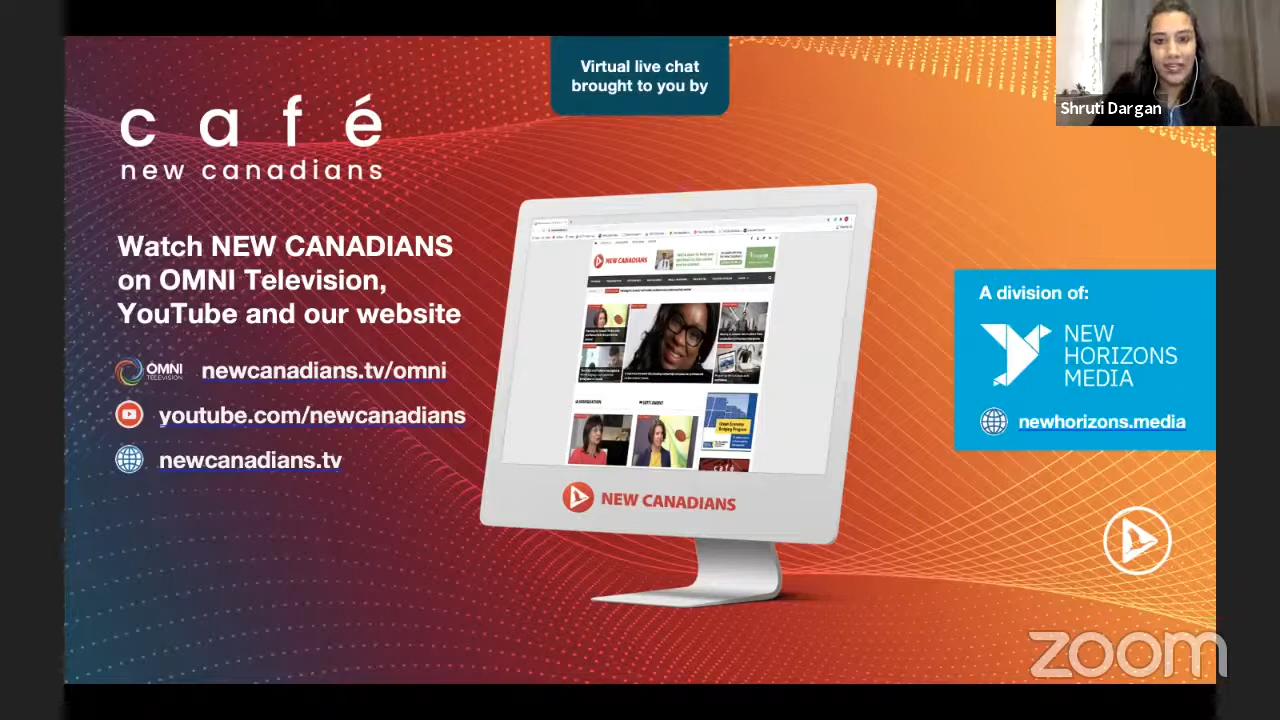 Virtual live chat
brought to you by
Shruti Dargan
café
new canadians
Watch NEW CANADIANS
on OMNI Television,
YouTube and our website
OMNI
TELEVISION
newcanadians.tv/omni
youtube.com/newcanadians
newcanadians.tv
NEW CANADIANS
NEW CANADIANS
A division of:
NEW
HORIZONS
MEDIA
newhorizons.media
zoom